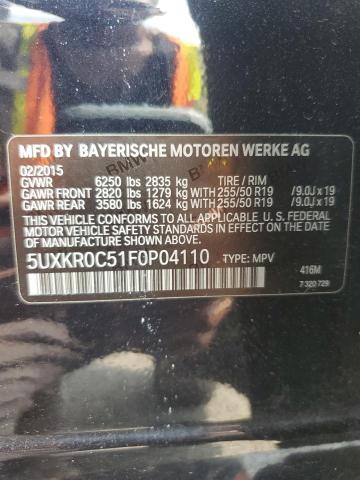 MFD BY BAYERISCHE MOTOREN WERKE AG
02/2015
GVWR 6250 lbs 2835 kg TIRE / RIM
GAWR FRONT 2820 lbs 1279 kg WITH 255/50 R19 /9.0J x 19
GAWR REAR 3580 lbs 1624 kg WITH 255/50 R19 /9.0J x 19
THIS VEHICLE CONFORMS TO ALL APPLICABLE U. S. FEDERAL
MOTOR VEHICLE SAFETY STANDARDS IN EFFECT ON THE DATE OF
MANUFACTURE SHOWN ABOVE.
5UXKR0C51F0P04110 TYPE: MPV
416M
7 320 729